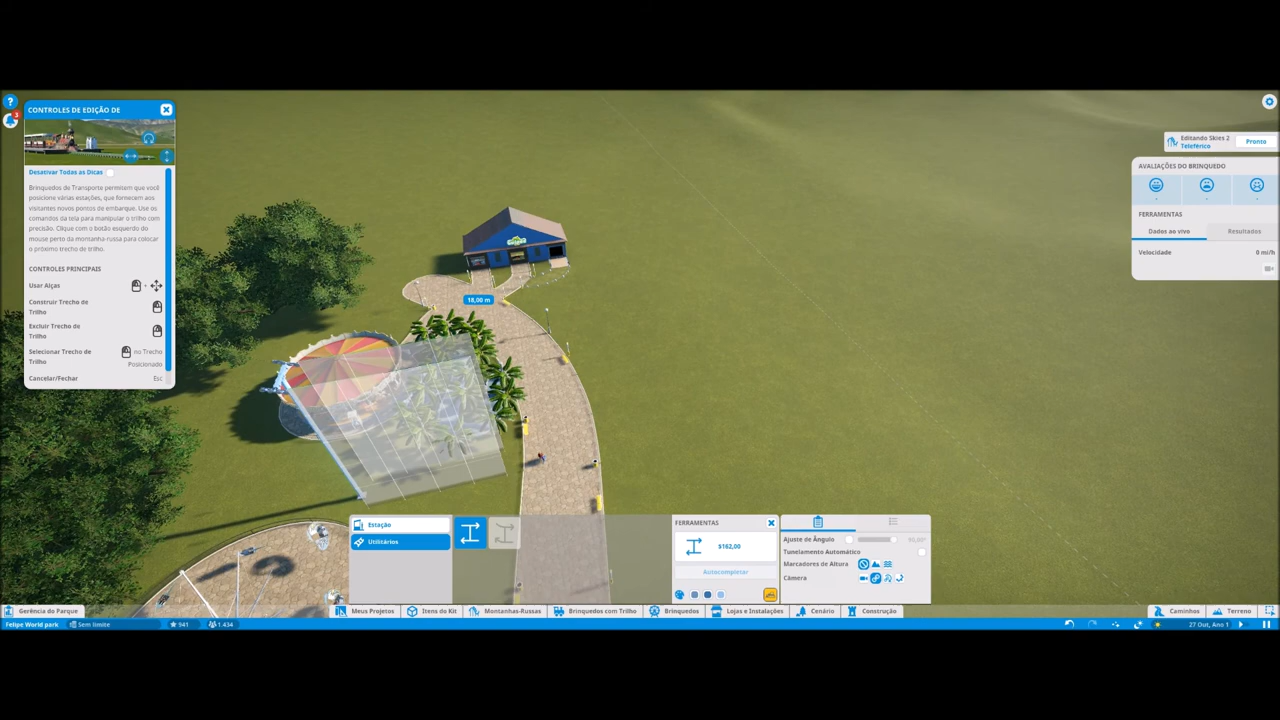 ?
3
CONTROLES DE EDIÇÃO DE
Desativar Todas as Dicas
Brinquedos de Transporte permitem que você
posicione várias estações, que fornecem aos
visitantes novos pontos de embarque. Use os
comandos da tela para manipular o trilho com
precisão. Clique com o botão esquerdo do
mouse perto da montanha-russa para colocar
o próximo trecho de trilho.
CONTROLES PRINCIPAIS
Usar Alças
Construir Trecho de
Trilho
Excluir Trecho de
Trilho
Selecionar Trecho de
Trilho
no Trecho
Posicionado
Cancelar/Fechar
Esc
18,00 m
Editando Skies 2
Teleférico
Pronto
AVALIAÇÕES DO BRINQUEDO
FERRAMENTAS
Dados ao vivo
Resultados
Velocidade
0 mi/h
Estação
Utilitários
FERRAMENTAS
$162,00
Autocompletar
Ajuste de Ângulo
90,00°
Tunelamento Automático
Marcadores de Altura
Câmera
Gerência do Parque
Meus Projetos
Itens do Kit
Montanhas-Russas
Brinquedos com Trilho
Brinquedos
Lojas e Instalações
Cenário
Construção
Caminhos
Terreno
Felipe World park
Sem limite
941
1 434
27 Out, Ano 1